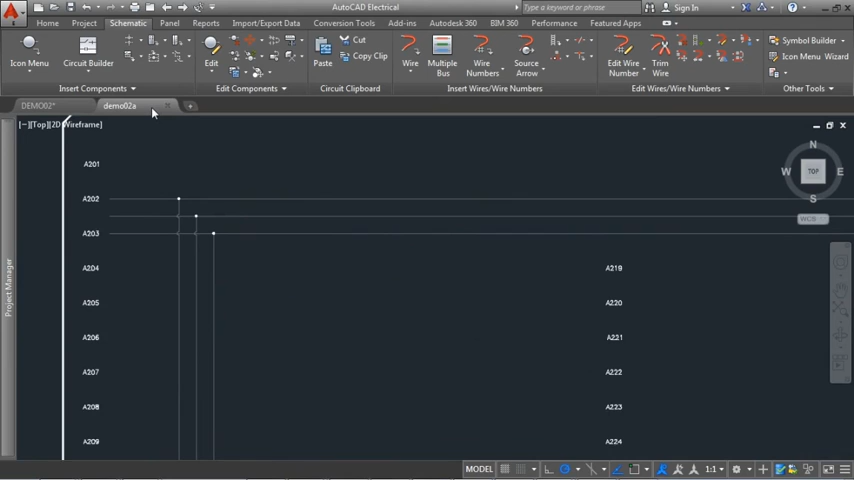 AutoCAD Electrical
Type a keyword or phrase
Sign In
Home Project Schematic Panel Reports Import/Export Data Conversion Tools Add-ins Autodesk 360 BIM 360 Performance Featured Apps
Icon Menu
Circuit Builder
Edit
Paste
Cut
Copy Clip
Wire
Multiple Bus
Wire Numbers
Source Arrow
Edit Wire Number
Trim Wire
Symbol Builder
Icon Menu Wizard
Insert Components
Edit Components
Circuit Clipboard
Insert Wires/Wire Numbers
Edit Wires/Wire Numbers
Other Tools
DEMO02*
demo02a
[−][Top][2D Wireframe]
N
W TOP E
S
WCS
Project Manager
A201
A202
A203
A204 A219
A205 A220
A206 A221
A207 A222
A208 A223
A209 A224
MODEL
1:1